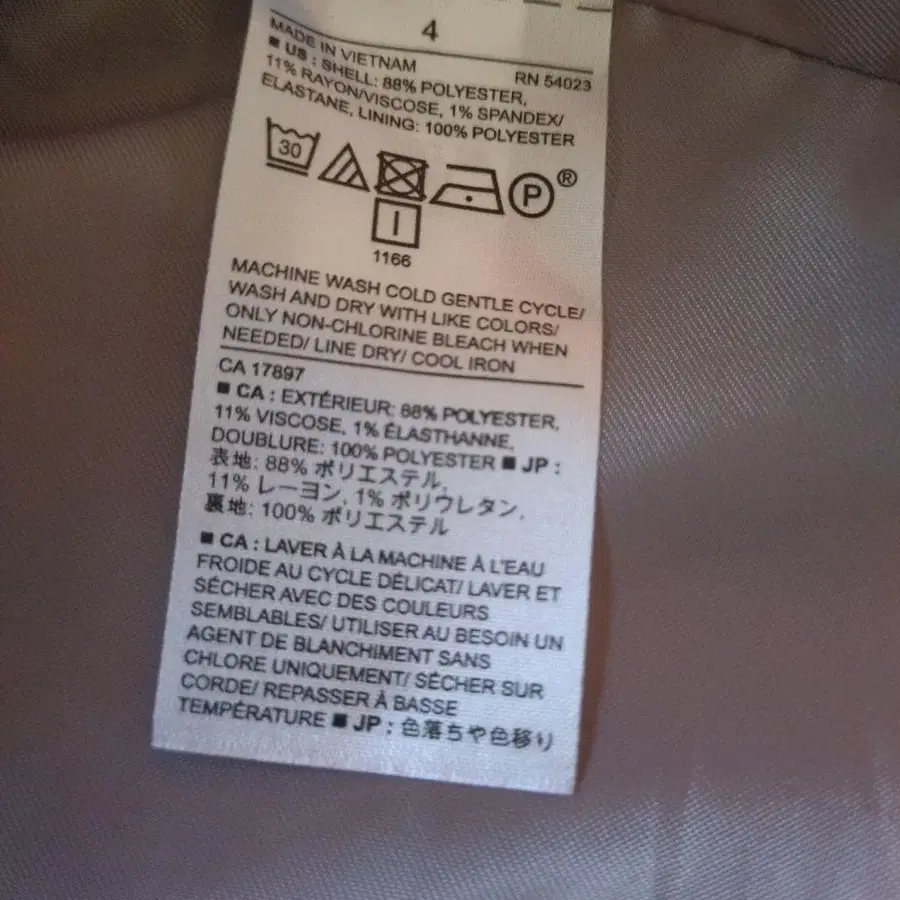 4
MADE IN VIETNAM RN 54023
■ US : SHELL: 88% POLYESTER,
11% RAYON/VISCOSE, 1% SPANDEX/
ELASTANE, LINING: 100% POLYESTER
30
P ®
I
1166
MACHINE WASH COLD GENTLE CYCLE/
WASH AND DRY WITH LIKE COLORS/
ONLY NON-CHLORINE BLEACH WHEN
NEEDED/ LINE DRY/ COOL IRON
CA 17897
■ CA : EXTÉRIEUR: 88% POLYESTER,
11% VISCOSE, 1% ÉLASTHANNE,
DOUBLURE: 100% POLYESTER ■ JP :
表地: 88% ポリエステル,
11% レーヨン, 1% ポリウレタン,
裏地: 100% ポリエステル
■ CA : LAVER À LA MACHINE À L'EAU
FROIDE AU CYCLE DÉLICAT/ LAVER ET
SÉCHER AVEC DES COULEURS
SEMBLABLES/ UTILISER AU BESOIN UN
AGENT DE BLANCHIMENT SANS
CHLORE UNIQUEMENT/ SÉCHER SUR
CORDE/ REPASSER À BASSE
TEMPÉRATURE ■ JP : 色落ちや色移り